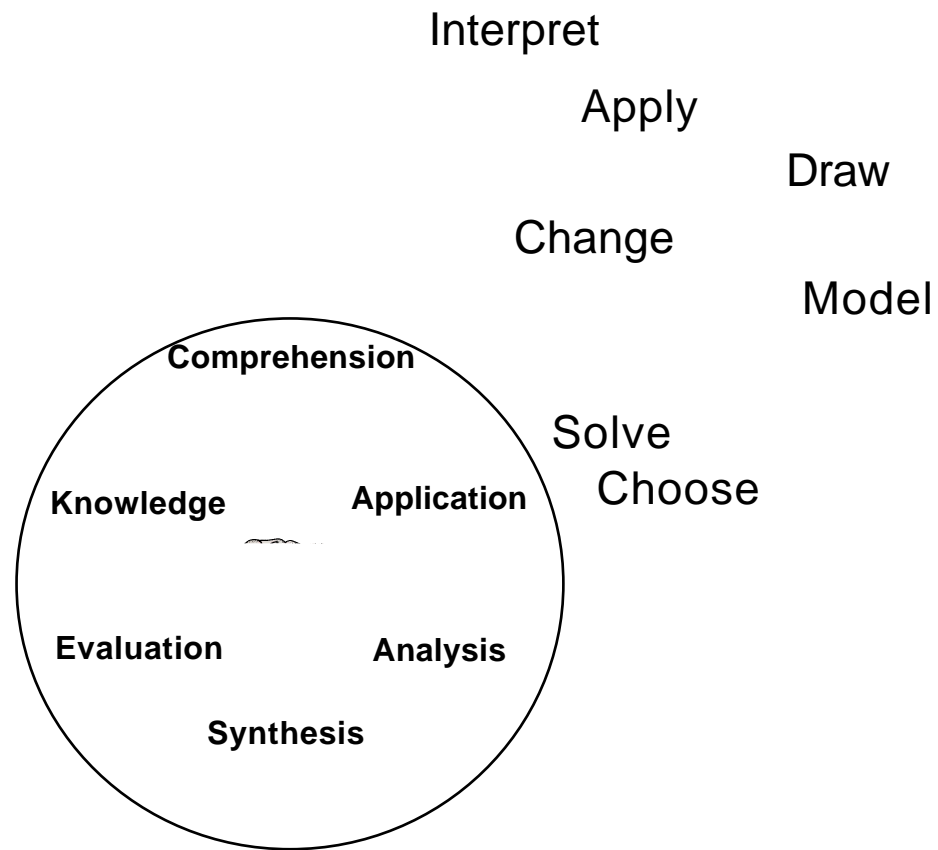 Interpret
Apply
Draw
Change
Model
Comprehension
Solve
Choose
Knowledge
Application
Evaluation
Analysis
Synthesis